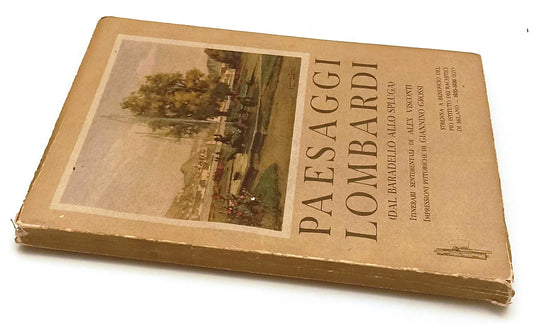 PAESAGGI
LOMBARDI
(DAL BARADELLO ALLO SPLUGA)
ITINERARI SENTIMENTALI DI ALEX VISCONTI
IMPRESSIONI PITTORICHE DI GIANNINO GROSSI
STRENNA A BENEFICIO DEL
PIO ISTITUTO DEI RACHITICI
DI MILANO -